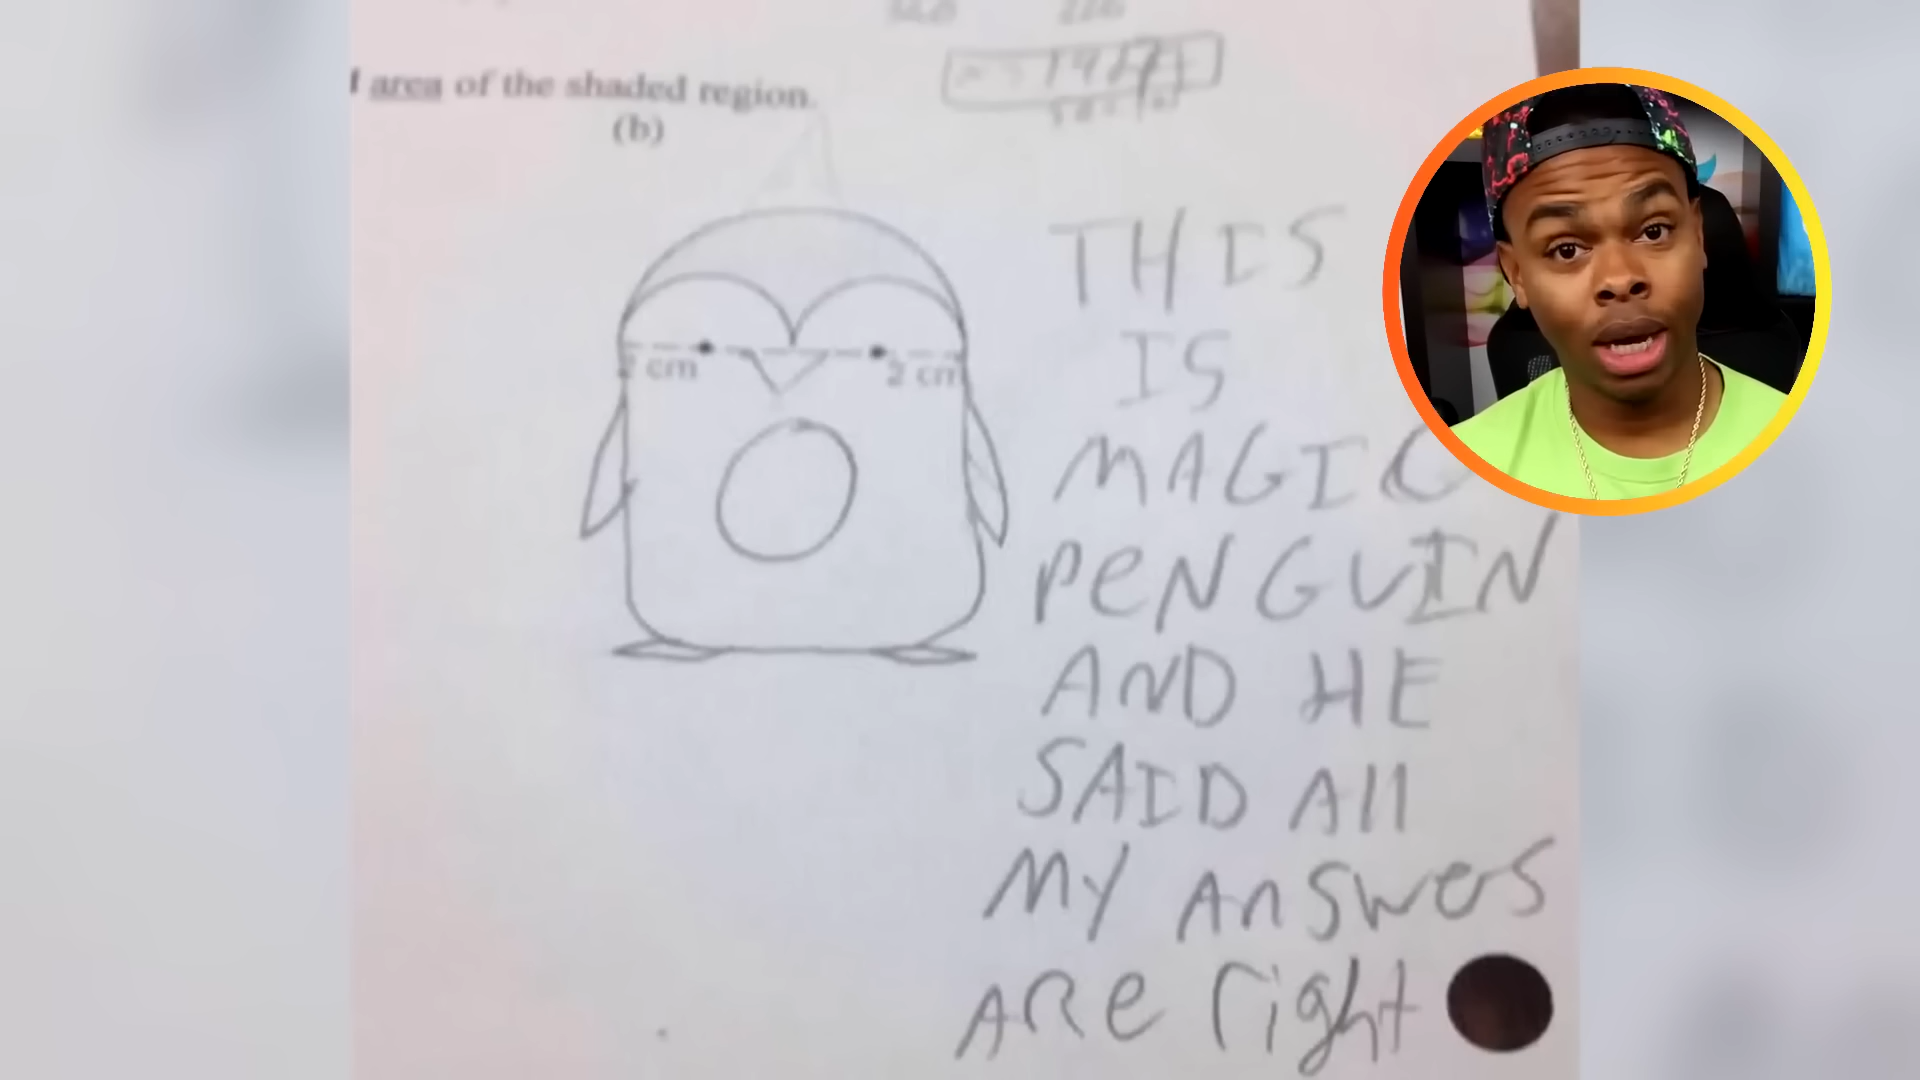 area of the shaded region.
(b)
2 cm
2 cm
THIS
IS
MAGIC
PENGUIN
AND HE
SAID All
MY ANSWERS
ARE right